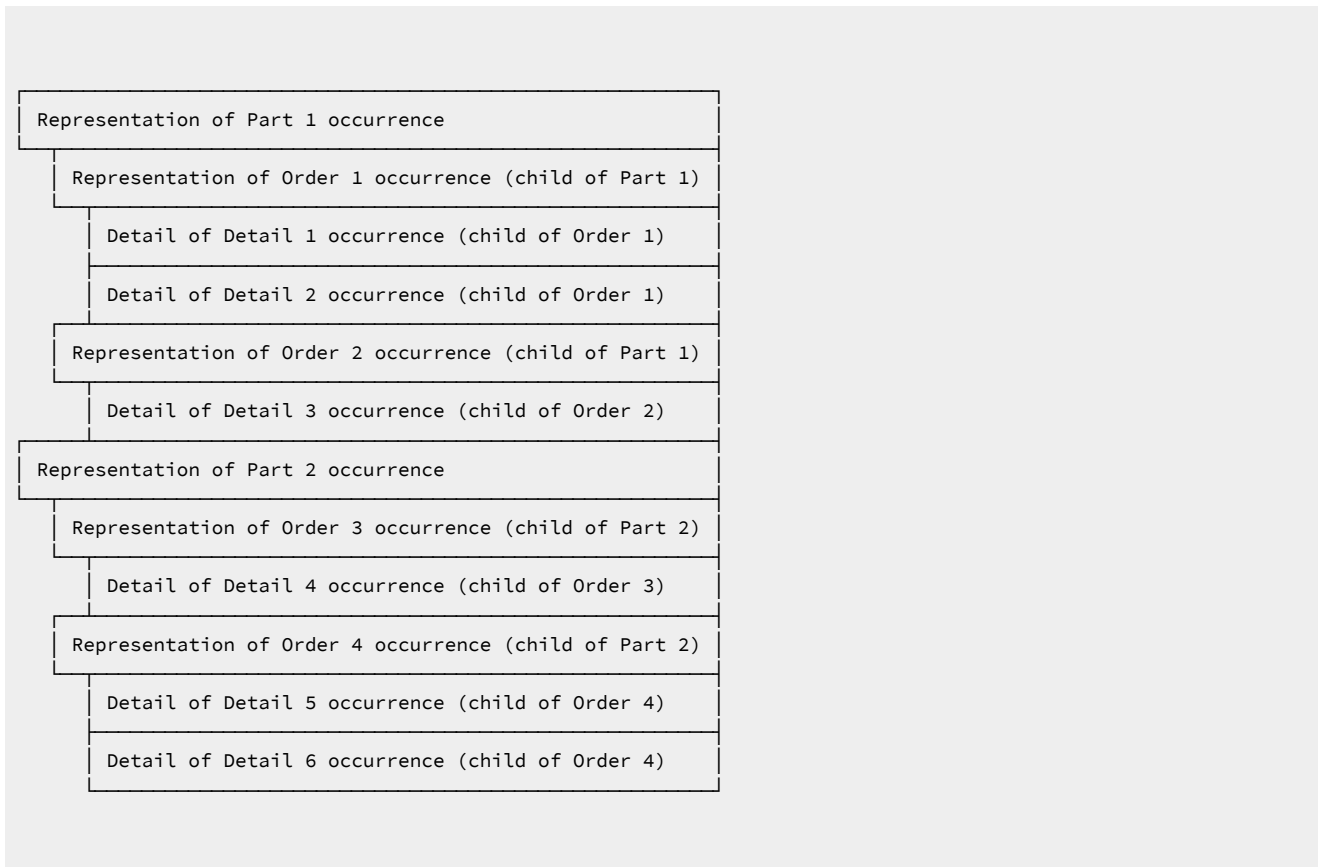 Representation of Part 1 occurrence
Representation of Order 1 occurrence (child of Part 1)
Detail of Detail 1 occurrence (child of Order 1)
Detail of Detail 2 occurrence (child of Order 1)
Representation of Order 2 occurrence (child of Part 1)
Detail of Detail 3 occurrence (child of Order 2)
Representation of Part 2 occurrence
Representation of Order 3 occurrence (child of Part 2)
Detail of Detail 4 occurrence (child of Order 3)
Representation of Order 4 occurrence (child of Part 2)
Detail of Detail 5 occurrence (child of Order 4)
Detail of Detail 6 occurrence (child of Order 4)